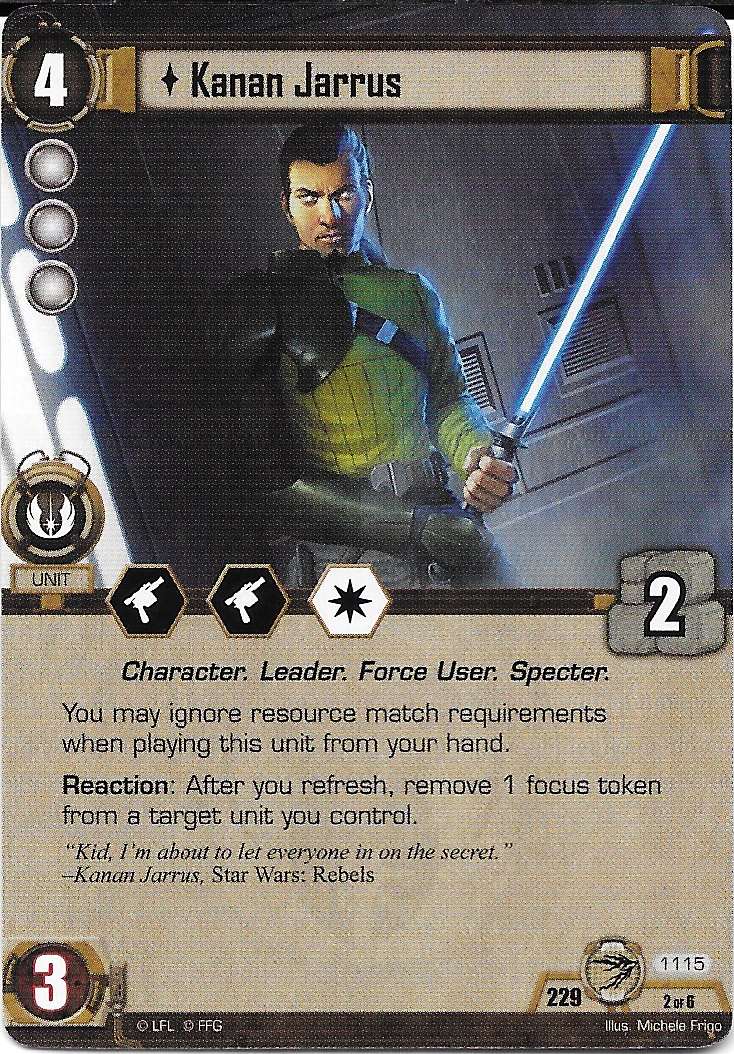 4
Kanan Jarrus
UNIT
2
Character. Leader. Force User. Specter.
You may ignore resource match requirements
when playing this unit from your hand.
Reaction: After you refresh, remove 1 focus token
from a target unit you control.
“Kid, I’m about to let everyone in on the secret.”
–Kanan Jarrus, Star Wars: Rebels
3
229
1115
2 OF 6
© LFL © FFG
Illus. Michele Frigo